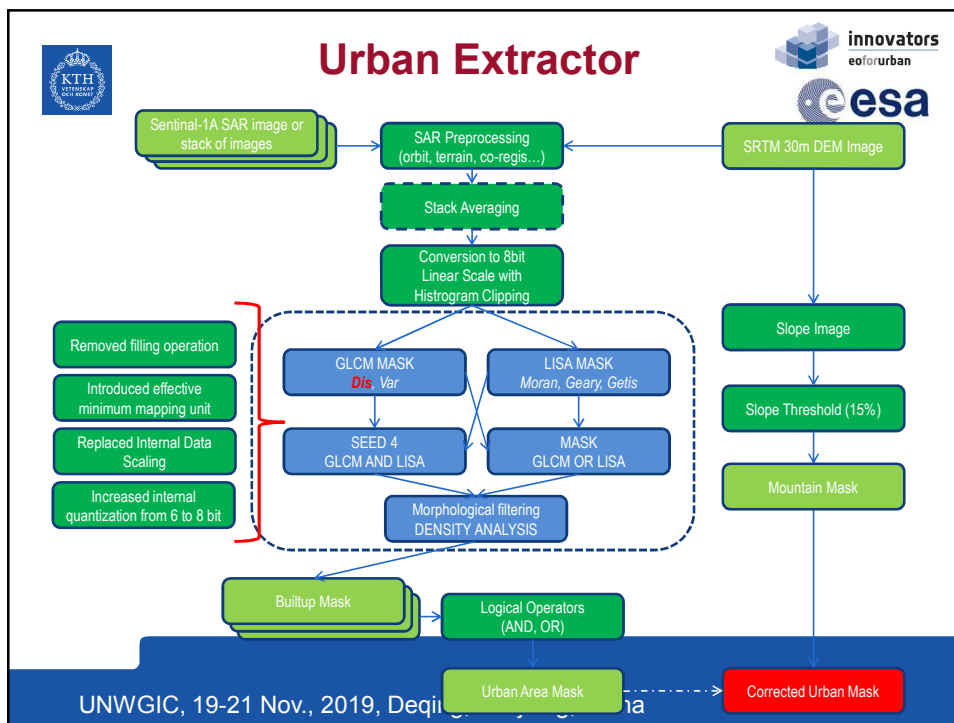 Urban Extractor
KTH
VETENSKAP
OCH KONST
innovators
eoforurban
esa
Sentinal-1A SAR image or
stack of images
SAR Preprocessing
(orbit, terrain, co-regis…)
SRTM 30m DEM Image
Stack Averaging
Conversion to 8bit
Linear Scale with
Histrogram Clipping
Removed filling operation
Introduced effective
minimum mapping unit
Replaced Internal Data
Scaling
Increased internal
quantization from 6 to 8 bit
GLCM MASK
Dis, Var
LISA MASK
Moran, Geary, Getis
SEED 4
GLCM AND LISA
MASK
GLCM OR LISA
Morphological filtering
DENSITY ANALYSIS
Slope Image
Slope Threshold (15%)
Mountain Mask
Builtup Mask
Logical Operators
(AND, OR)
Urban Area Mask
Corrected Urban Mask
UNWGIC, 19-21 Nov., 2019, Deqing,